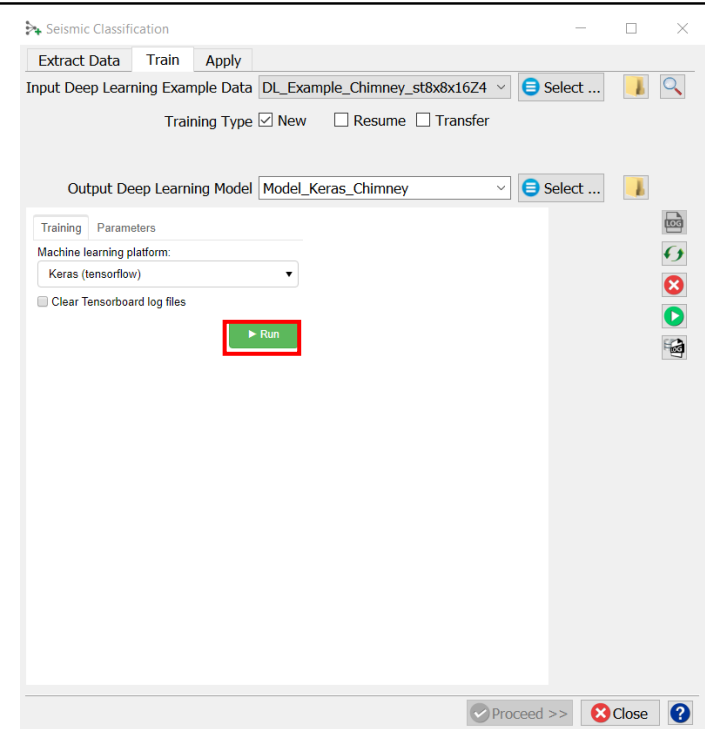 Seismic Classification
Extract Data Train Apply
Input Deep Learning Example Data DL_Example_Chimney_st8x8x16Z4 Select ...
Training Type New Resume Transfer
Output Deep Learning Model Model_Keras_Chimney Select ...
LOG
Training Parameters
Machine learning platform:
Keras (tensorflow)
Clear Tensorboard log files
Run
LOG
Proceed >> Close ?